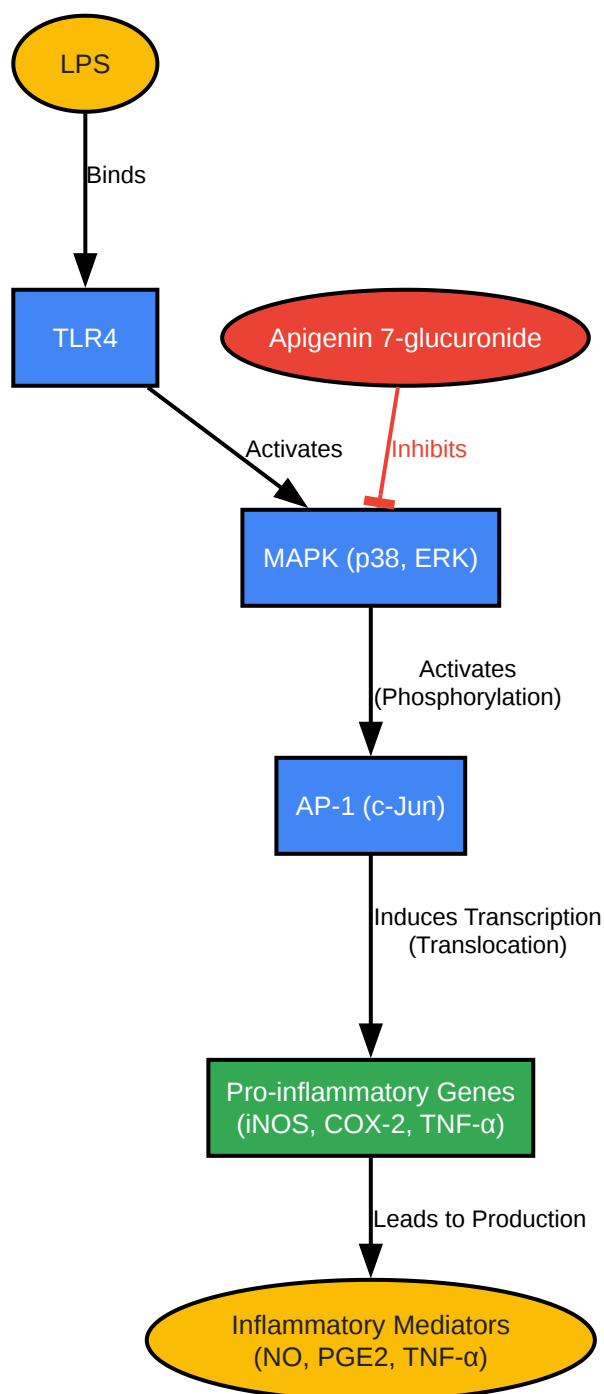 LPS
Binds
TLR4
Apigenin 7-glucuronide
Activates
Inhibits
MAPK (p38, ERK)
Activates
(Phosphorylation)
AP-1 (c-Jun)
Induces Transcription
(Translocation)
Pro-inflammatory Genes
(iNOS, COX-2, TNF-α)
Leads to Production
Inflammatory Mediators
(NO, PGE2, TNF-α)